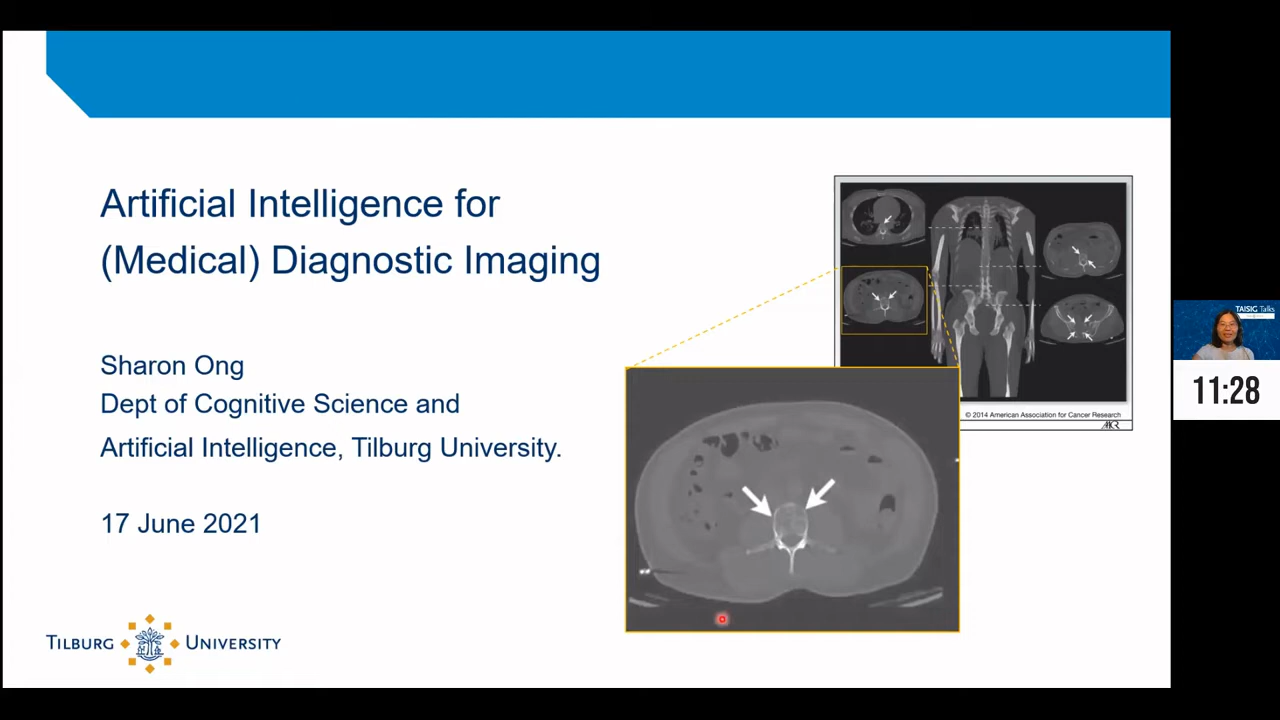 Artificial Intelligence for
(Medical) Diagnostic Imaging
Sharon Ong
Dept of Cognitive Science and
Artificial Intelligence, Tilburg University.
17 June 2021
TILBURG UNIVERSITY
© 2014 American Association for Cancer Research
AACR
TAISIG Talks
11:28